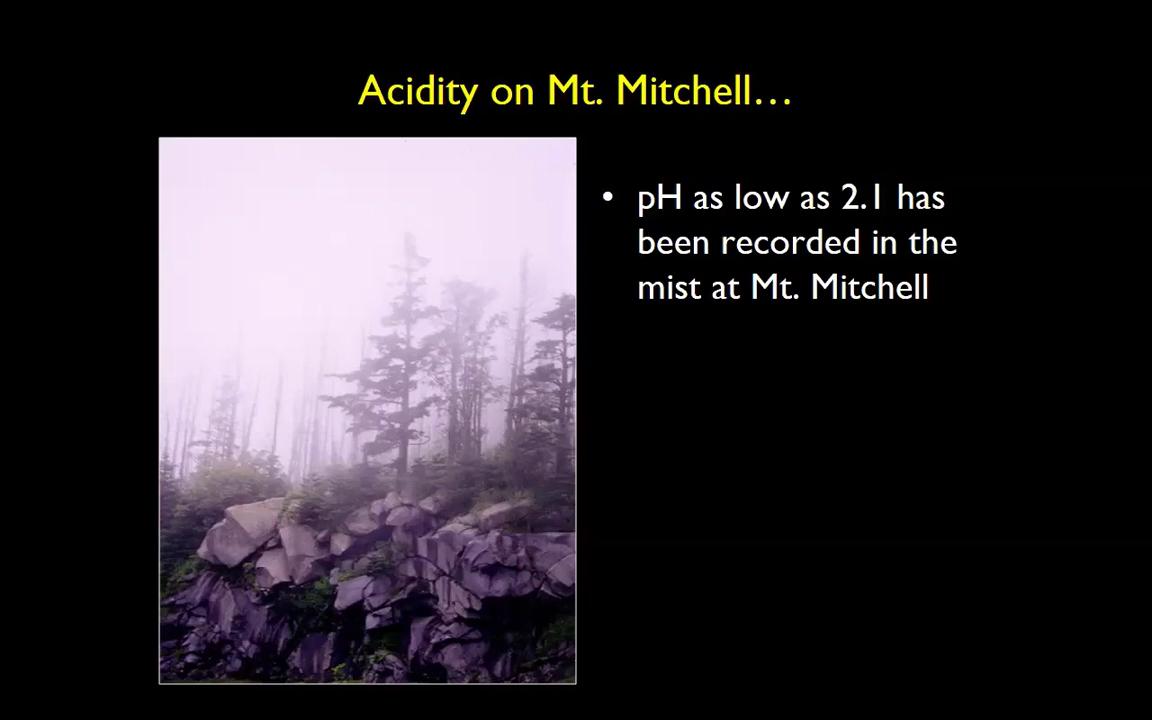 Acidity on Mt. Mitchell…
• pH as low as 2.1 has
been recorded in the
mist at Mt. Mitchell